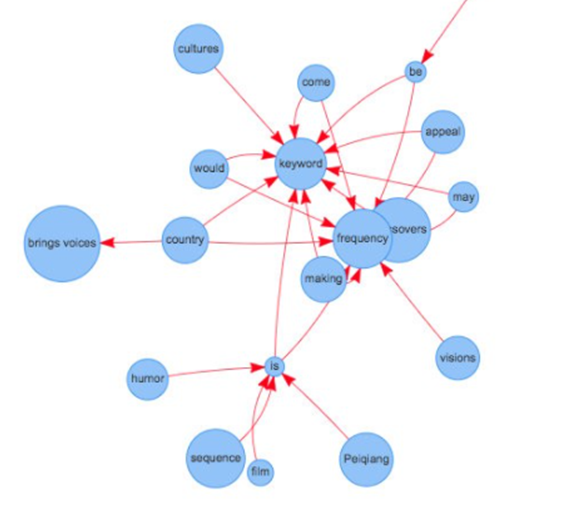 cultures
come
be
appeal
keyword
would
may
brings voices
country
frequency
making
visions
is
humor
sequence
film
Peiqiang